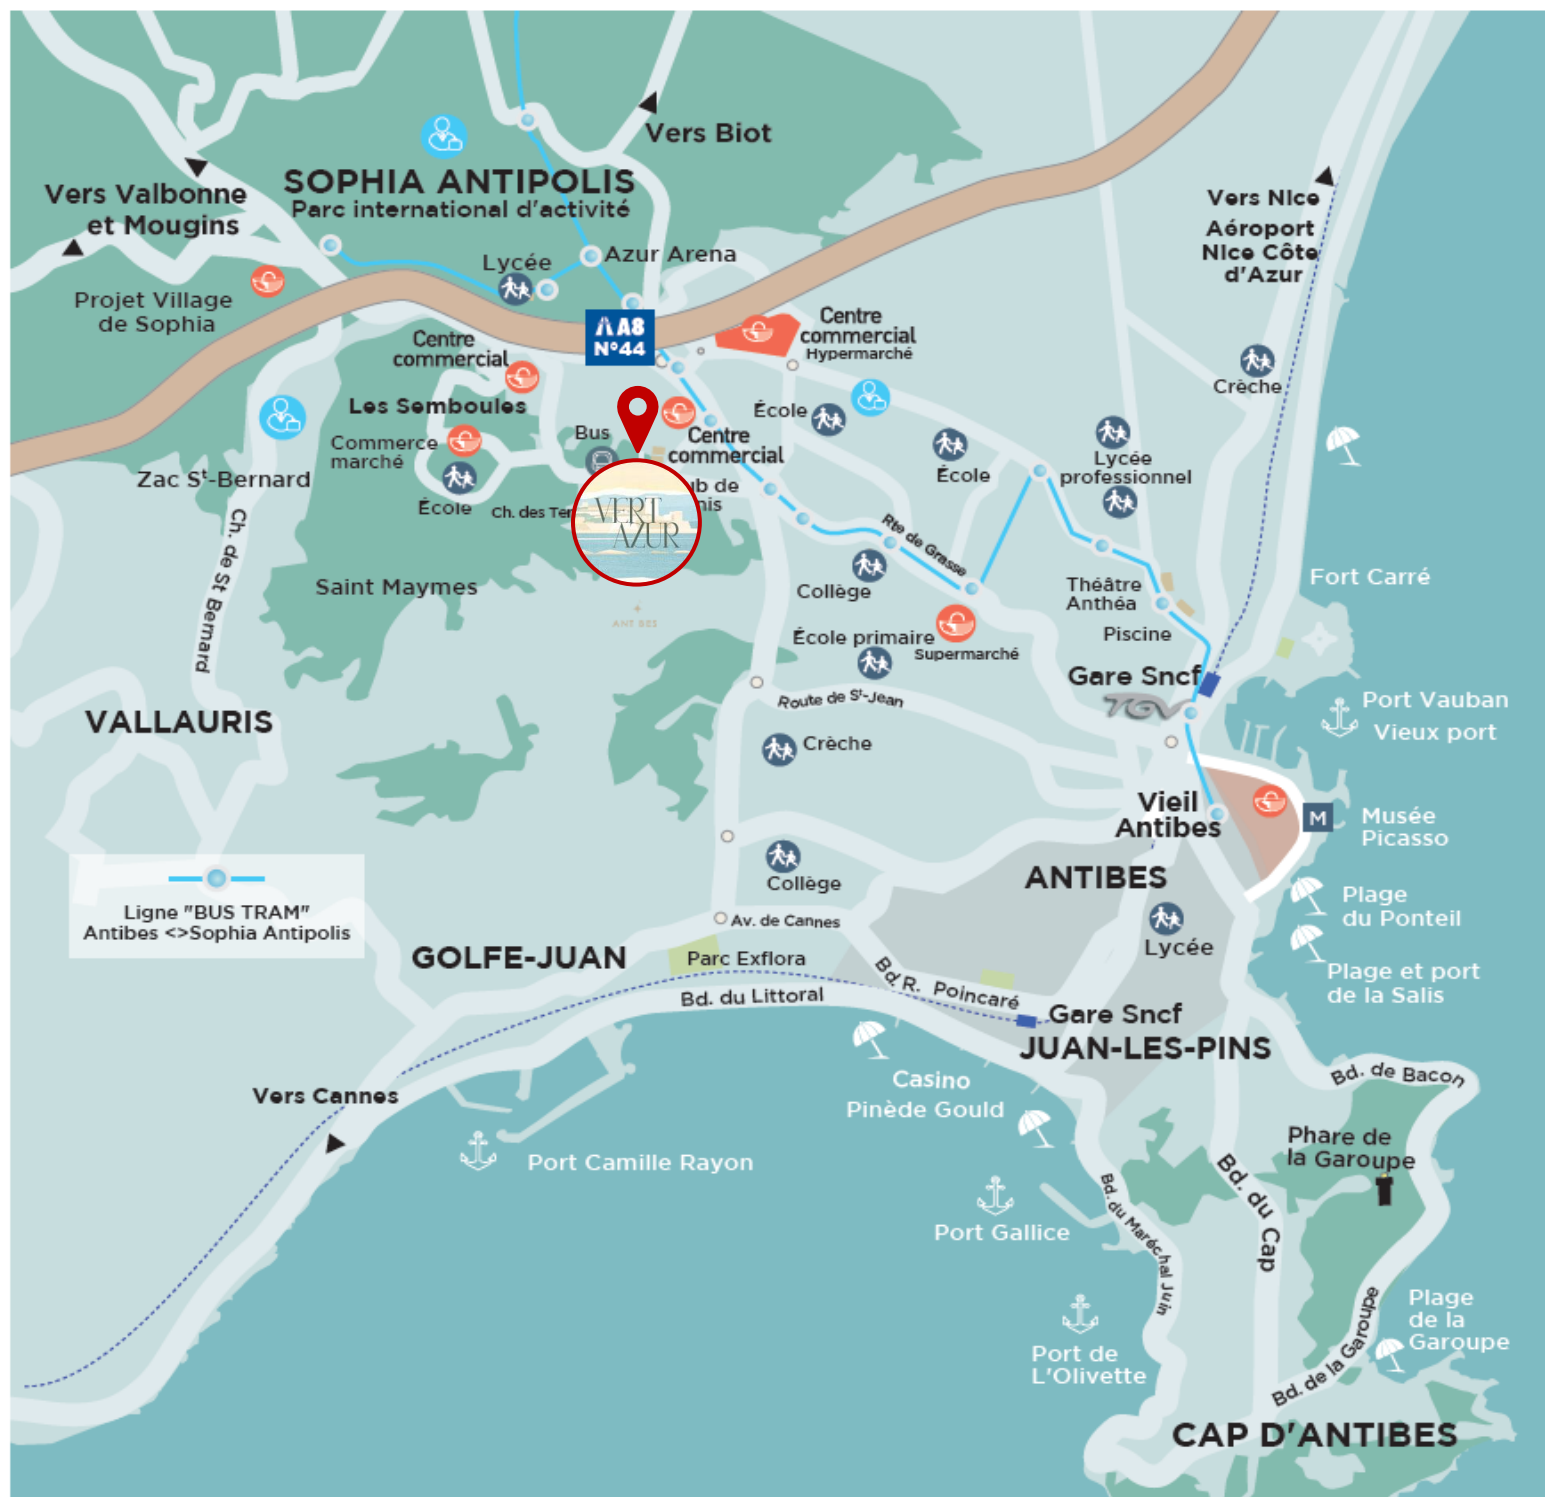 Vers Biot
SOPHIA ANTIPOLIS
Parc international d'activité
Vers Valbonne
et Mougins
Vers Nice
Aéroport
Nice Côte
d'Azur
Lycée
Azur Arena
Projet Village
de Sophia
A8
N°44
Centre
commercial
Hypermarché
Centre
commercial
Crèche
Les Semboules
École
Bus
Commerce
marché
Centre
commercial
École
Lycée
professionnel
Zac St-Bernard
École
Ch. des
VERT
AZUR
Rte de Grasse
Ch. de St Bernard
Saint Maymes
Collège
Théâtre
Anthéa
Fort Carré
ANTIBES
École primaire
Supermarché
Piscine
Gare Sncf
TGV
Route de St-Jean
Port Vauban
Vieux port
VALLAURIS
Crèche
Vieil
Antibes
M
Musée
Picasso
Collège
ANTIBES
Plage
du Ponteil
Ligne "BUS TRAM"
Antibes <>Sophia Antipolis
Av. de Cannes
Lycée
GOLFE-JUAN
Parc Exflora
Bd. R. Poincaré
Plage et port
de la Salis
Bd. du Littoral
Gare Sncf
JUAN-LES-PINS
Bd. de Bacon
Vers Cannes
Casino
Pinède Gould
Phare de
la Garoupe
Port Camille Rayon
Bd. du Cap
Bd. du Maréchal Juin
Port Gallice
Plage
de la
Garoupe
Port de
L'Olivette
Bd. de la Garoupe
CAP D'ANTIBES